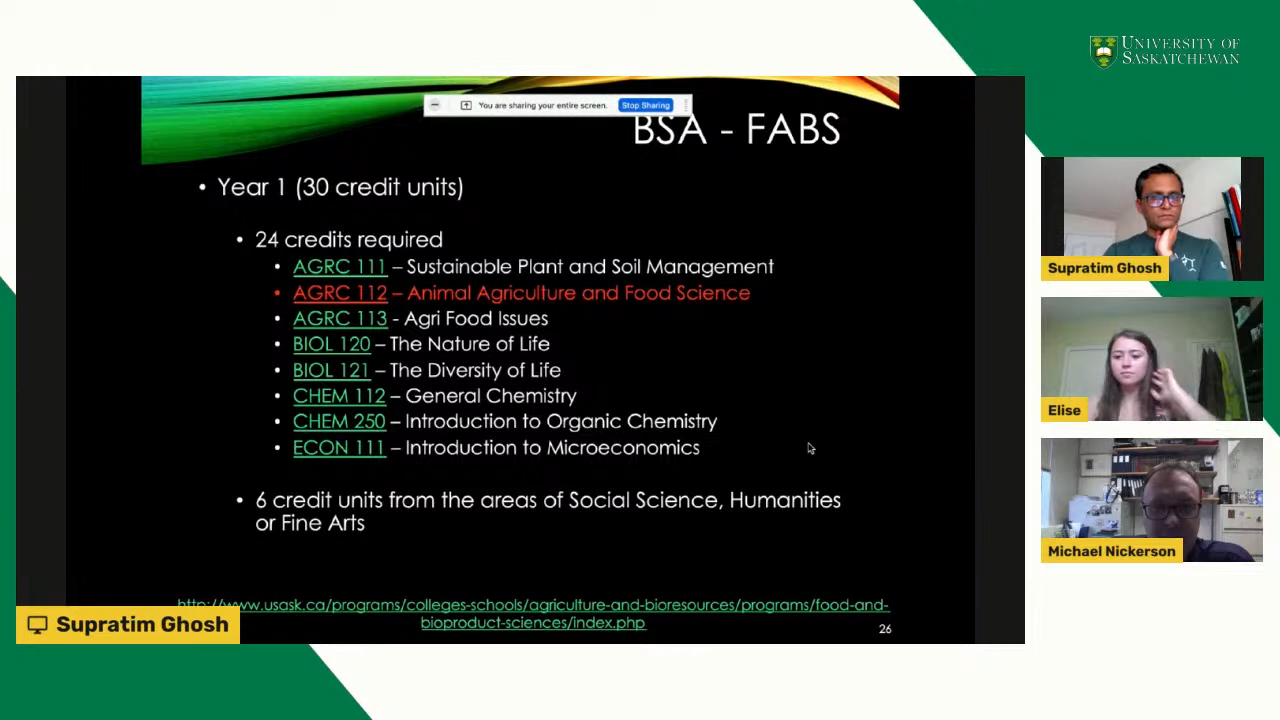 UNIVERSITY OF
SASKATCHEWAN
You are sharing your entire screen. Stop Sharing
BSA - FABS
• Year 1 (30 credit units)
• 24 credits required
• AGRC 111 – Sustainable Plant and Soil Management
• AGRC 112 – Animal Agriculture and Food Science
• AGRC 113 - Agri Food Issues
• BIOL 120 – The Nature of Life
• BIOL 121 – The Diversity of Life
• CHEM 112 – General Chemistry
• CHEM 250 – Introduction to Organic Chemistry
• ECON 111 – Introduction to Microeconomics
• 6 credit units from the areas of Social Science, Humanities
or Fine Arts
http://www.usask.ca/programs/colleges-schools/agriculture-and-bioresources/programs/food-and-
bioproduct-sciences/index.php
26
Supratim Ghosh
Supratim Ghosh
Elise
Michael Nickerson